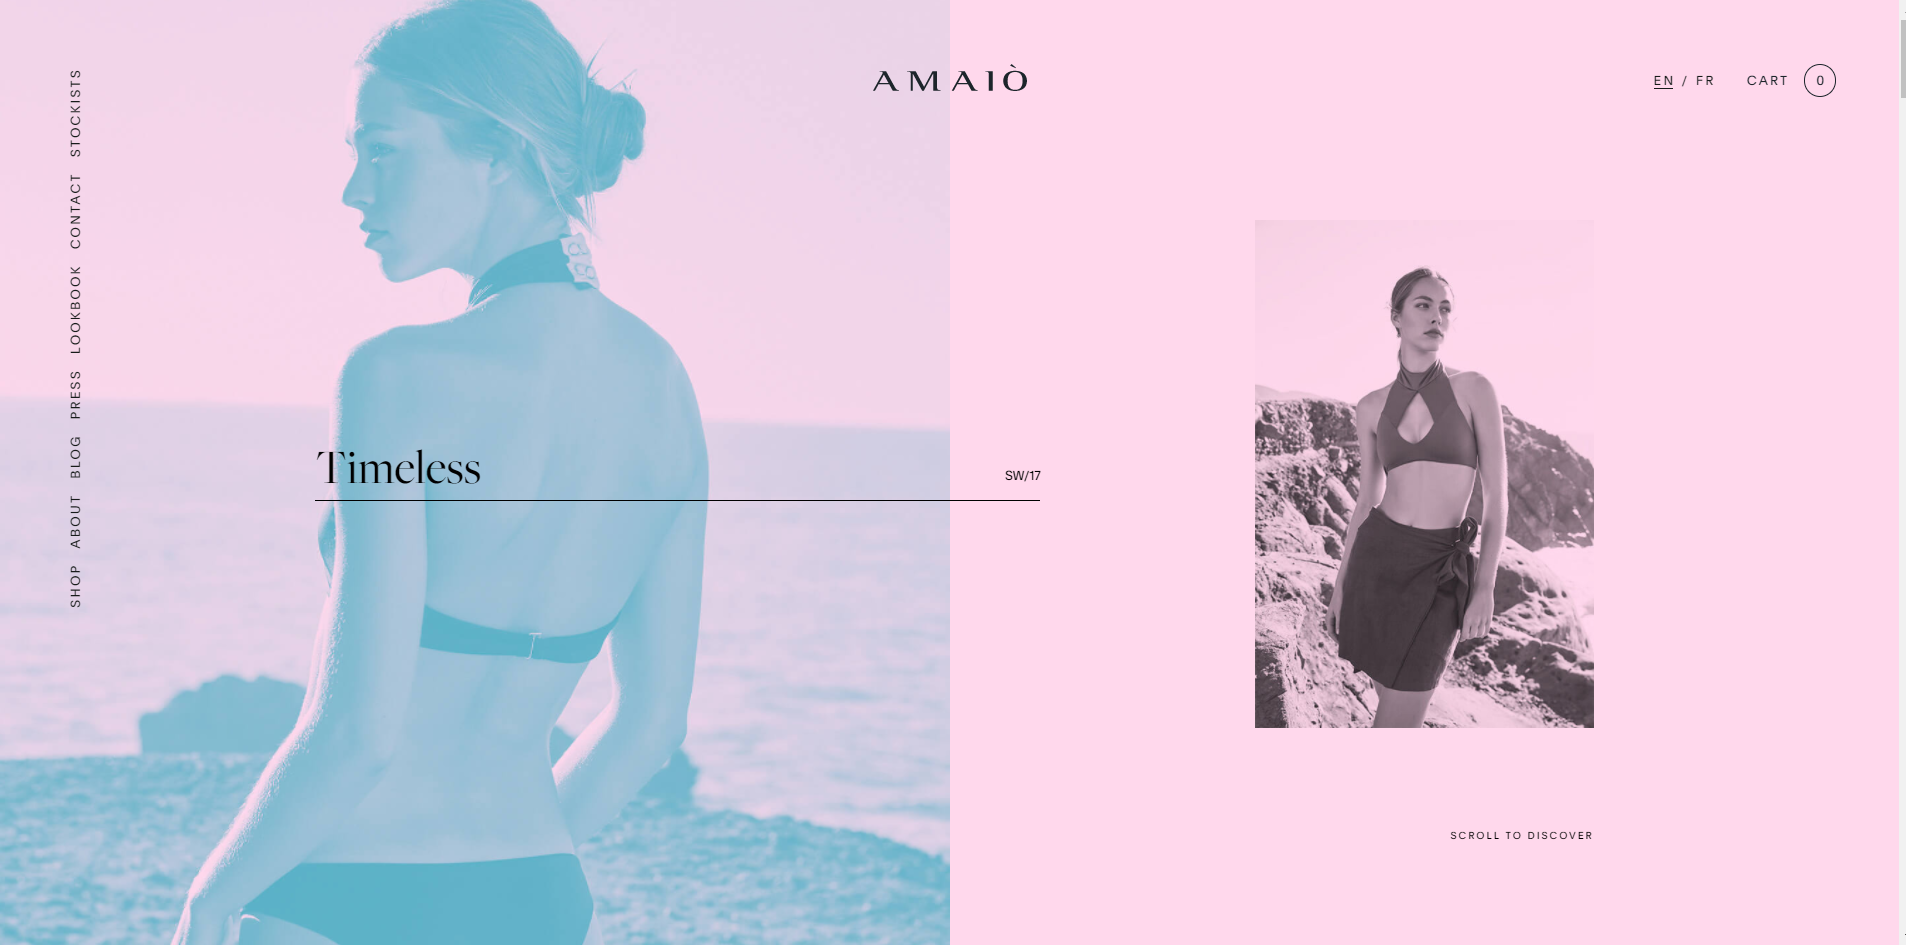 AMAIÒ
EN / FR
CART 0
STOCKISTS
CONTACT
LOOKBOOK
PRESS
BLOG
ABOUT
SHOP
Timeless
SW/17
SCROLL TO DISCOVER